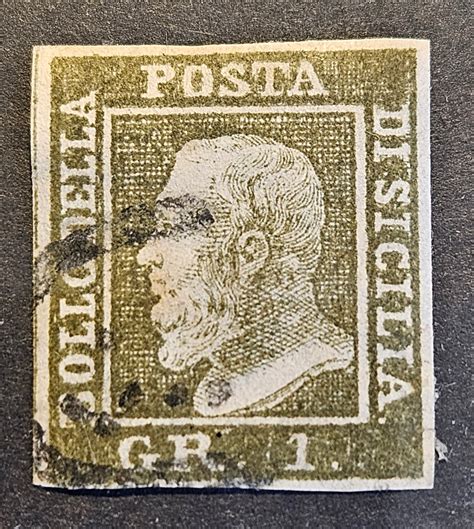 BOLLO DELLA
POSTA
DI SICILIA
GR. 1.